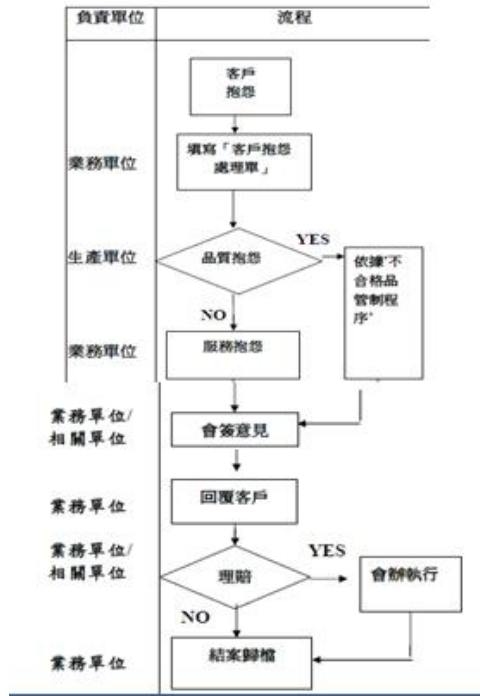 負責單位
流程
客戶
抱怨
業務單位
填寫「客戶抱怨
處理單」
生產單位
品質抱怨
YES
依據'不
合格品
管制程
序'
NO
業務單位
服務抱怨
業務單位/
相關單位
會簽意見
業務單位
回覆客戶
業務單位/
相關單位
理賠
YES
會辦執行
NO
業務單位
結案歸檔